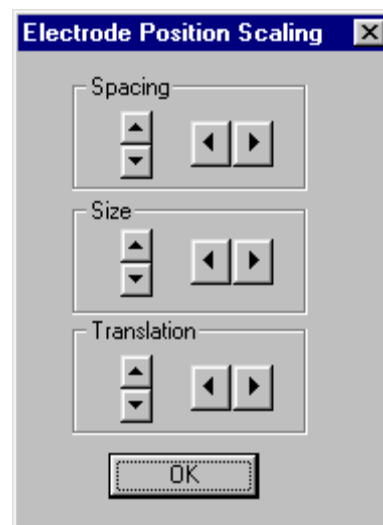 Electrode Position Scaling
Spacing
Size
Translation
OK